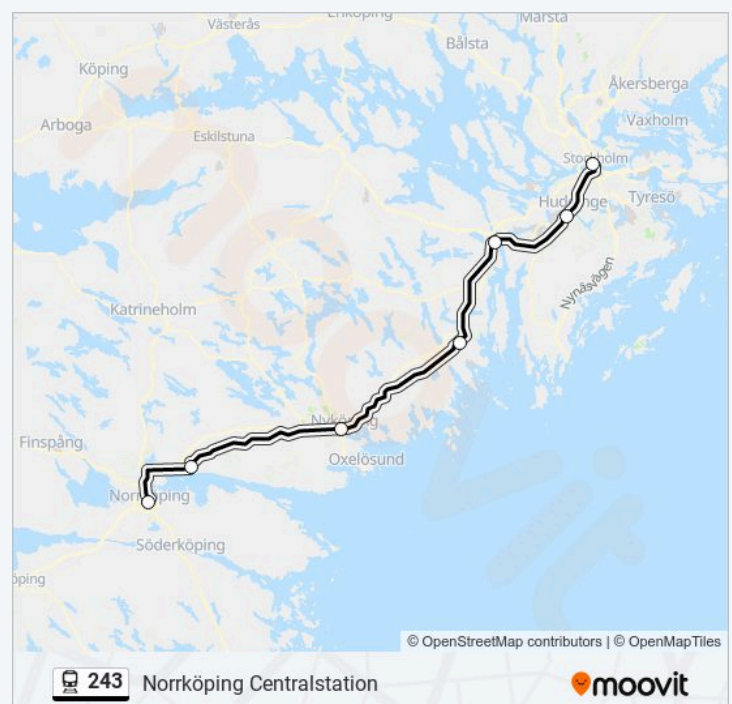 Enköping
Märsta
Västerås
Bålsta
Köping
Åkersberga
Arboga
Vaxholm
Eskilstuna
Stockholm
Huddinge
Tyresö
Nynäsvägen
Katrineholm
Nyköping
Finspång
Oxelösund
Norrköping
Söderköping
öping
© OpenStreetMap contributors | © OpenMapTiles
243 Norrköping Centralstation
moovit